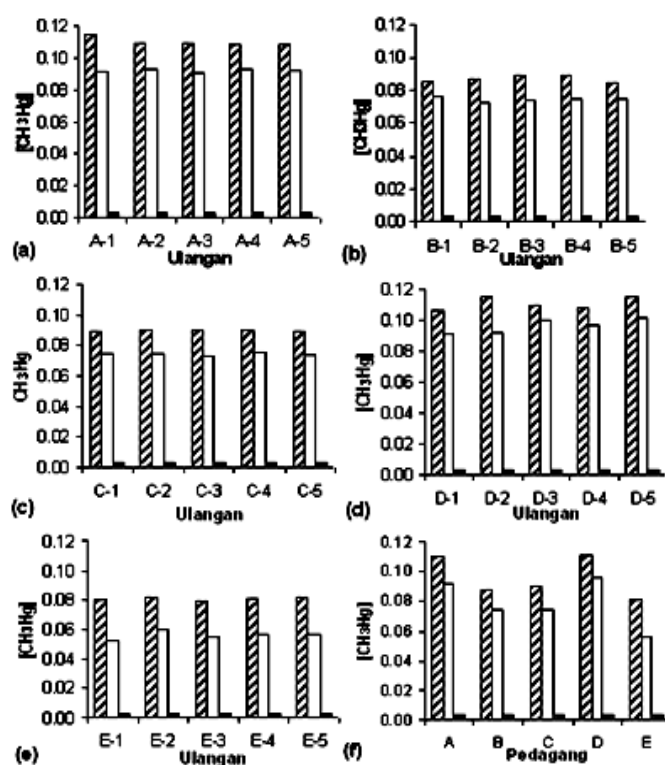 0.12
0.10
0.08
0.06
0.04
0.02
0.00
[CH3Hg]
A-1 A-2 A-3 A-4 A-5
Ulangan
(a)
0.12
0.10
0.08
0.06
0.04
0.02
0.00
[CH3Hg]
B-1 B-2 B-3 B-4 B-5
Ulangan
(b)
0.12
0.10
0.08
0.06
0.04
0.02
0.00
CH3Hg
C-1 C-2 C-3 C-4 C-5
Ulangan
(c)
0.12
0.10
0.08
0.06
0.04
0.02
0.00
[CH3Hg]
D-1 D-2 D-3 D-4 D-5
Ulangan
(d)
0.12
0.10
0.08
0.06
0.04
0.02
0.00
[CH3Hg]
E-1 E-2 E-3 E-4 E-5
Ulangan
(e)
0.12
0.10
0.08
0.06
0.04
0.02
0.00
[CH3Hg]
A B C D E
Pedagang
(f)